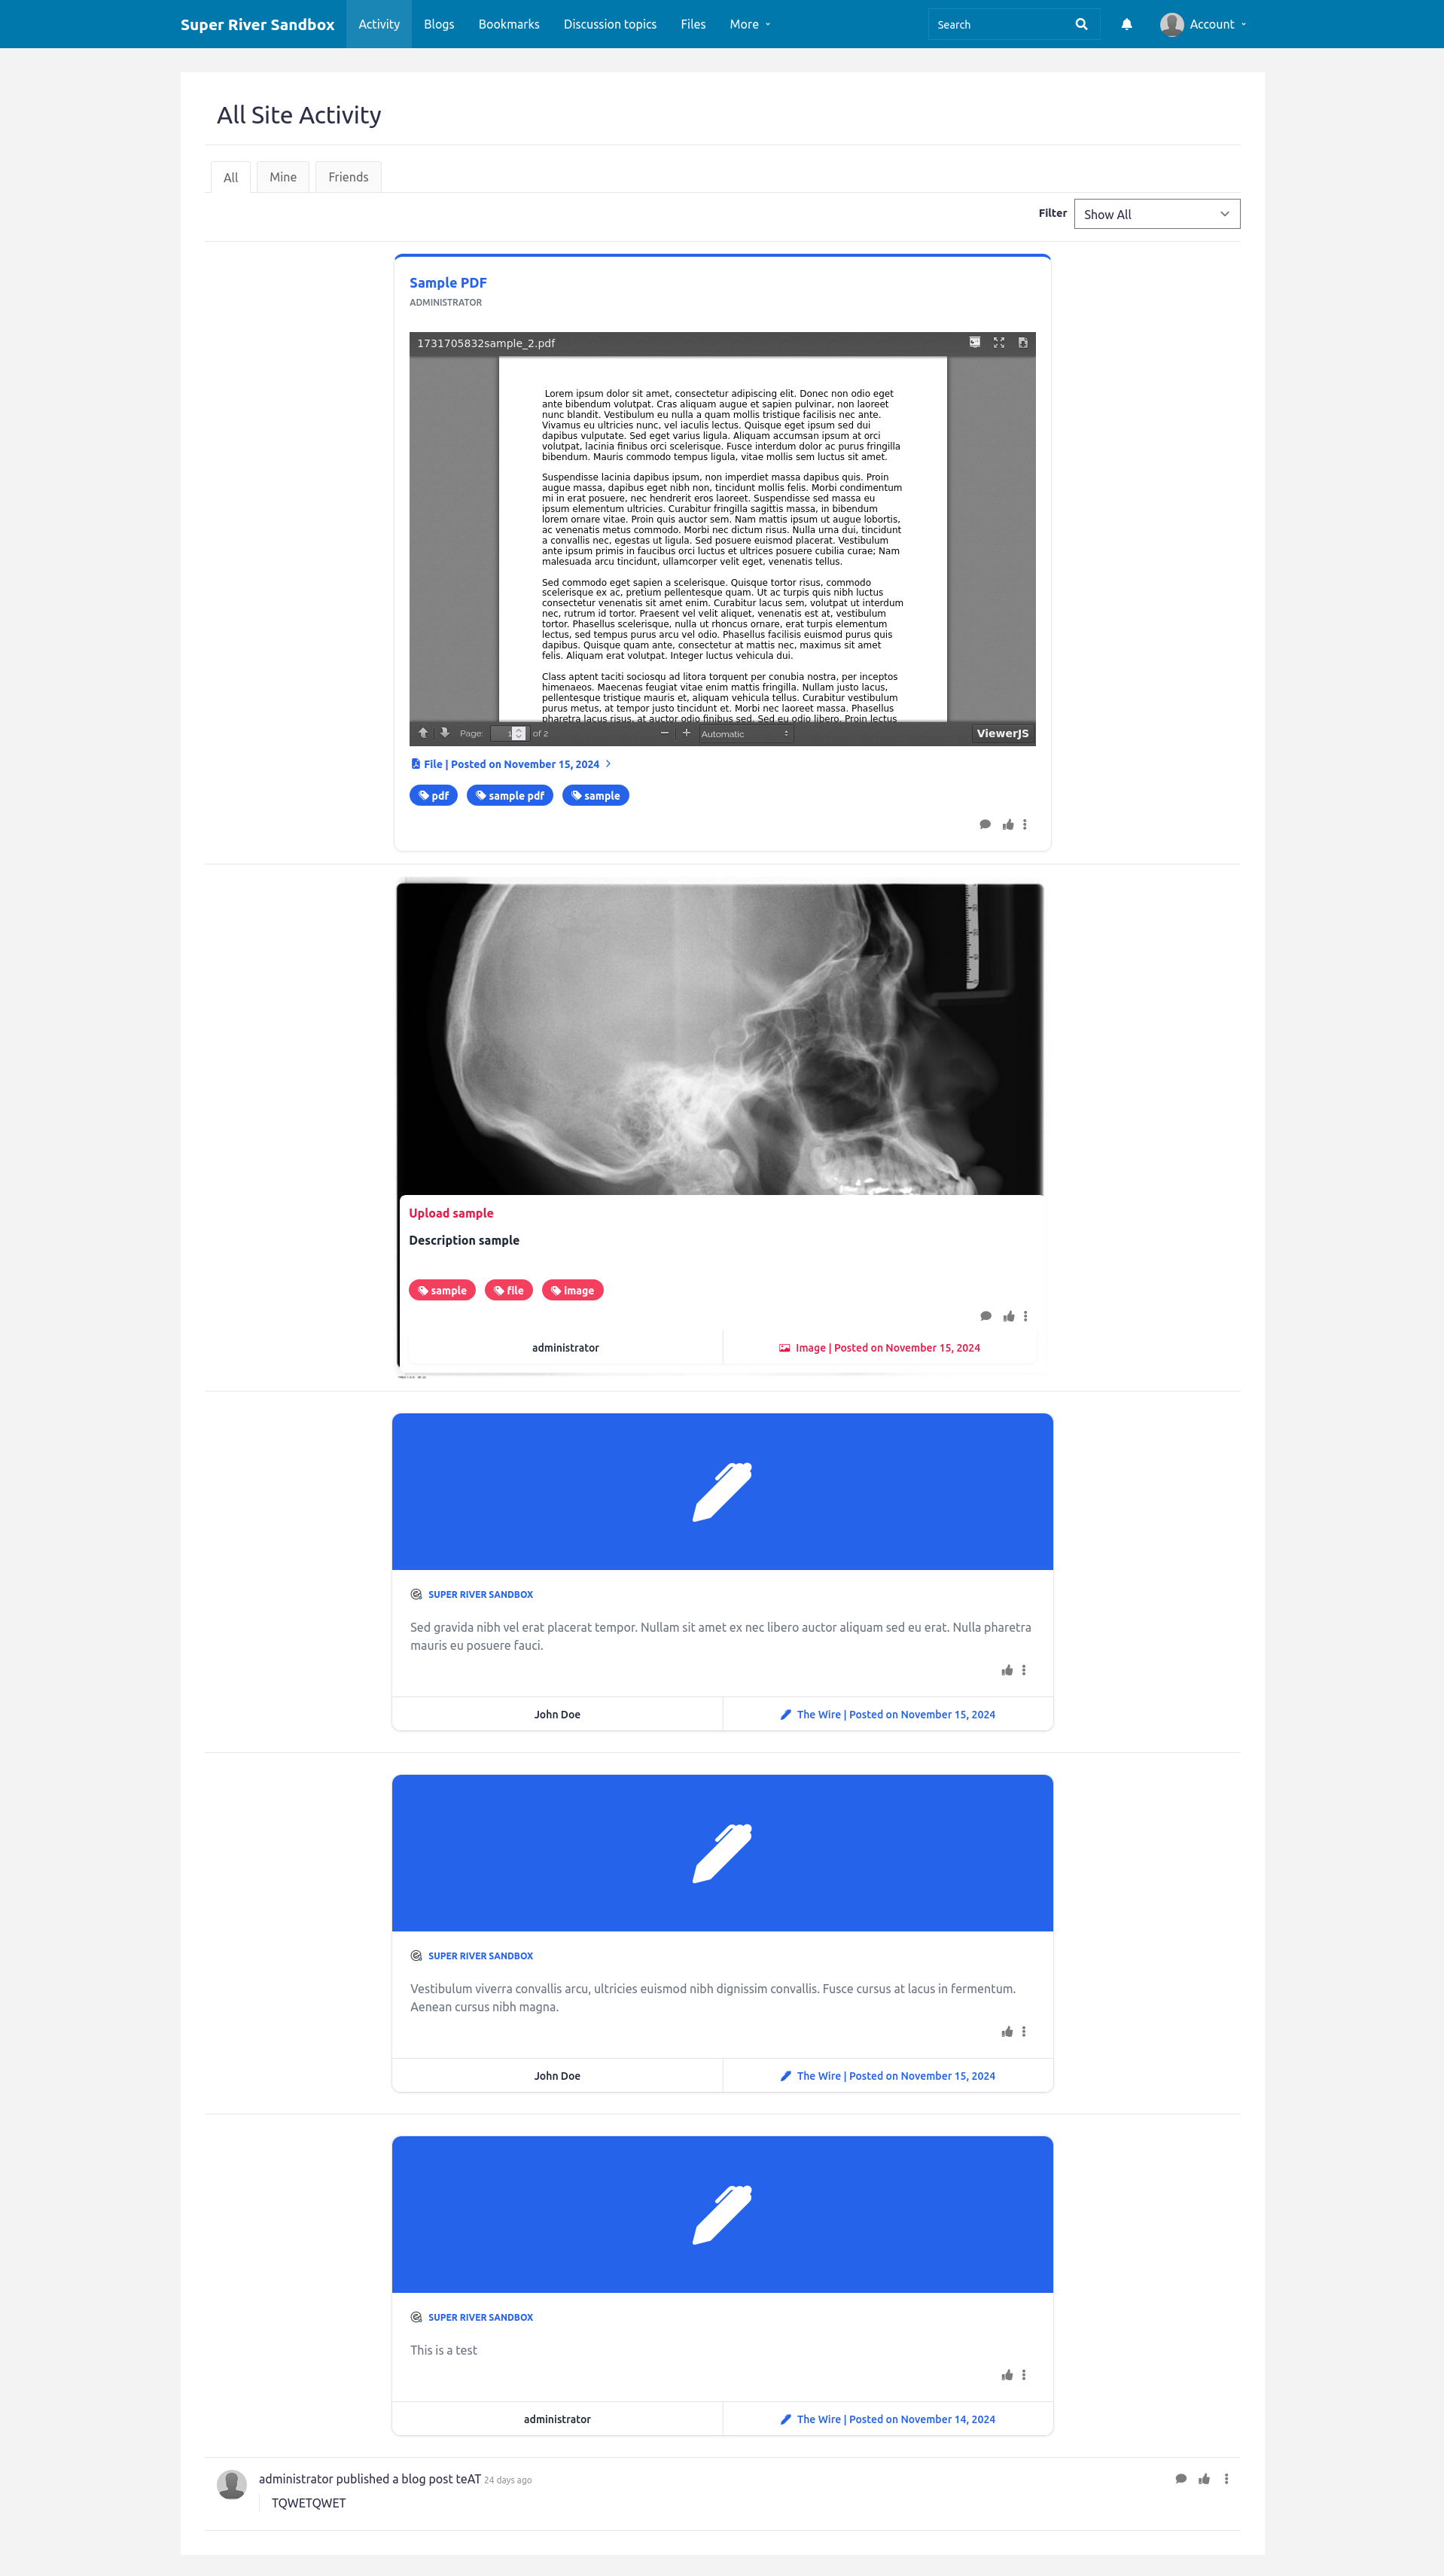 Super River Sandbox
Activity
Blogs
Bookmarks
Discussion topics
Files
More
Search
Account
All Site Activity
All
Mine
Friends
Filter
Show All
Sample PDF
ADMINISTRATOR
1731705832sample_2.pdf
Lorem ipsum dolor sit amet, consectetur adipiscing elit. Donec non odio eget
ante bibendum volutpat. Cras aliquam augue et sapien pulvinar, non laoreet
nunc blandit. Vestibulum eu nulla a quam mollis tristique facilisis nec ante.
Vivamus eu ultricies nunc, vel iaculis lectus. Quisque eget ipsum sed dui
dapibus vulputate. Sed eget varius ligula. Aliquam accumsan ipsum at orci
volutpat, lacinia finibus orci scelerisque. Fusce interdum dolor ac purus fringilla
bibendum. Mauris commodo tempus ligula, vitae mollis sem luctus sit amet.
Suspendisse lacinia dapibus ipsum, non imperdiet massa dapibus quis. Proin
augue massa, dapibus eget nibh non, tincidunt mollis felis. Morbi condimentum
mi in erat posuere, nec hendrerit eros laoreet. Suspendisse sed massa eu
ipsum elementum ultricies. Curabitur fringilla sagittis massa, in bibendum
lorem ornare vitae. Proin quis auctor sem. Nam mattis ipsum ut augue lobortis,
ac venenatis metus commodo. Morbi nec dictum risus. Nulla urna dui, tincidunt
a convallis nec, egestas ut ligula. Sed posuere euismod placerat. Vestibulum
ante ipsum primis in faucibus orci luctus et ultrices posuere cubilia curae; Nam
malesuada arcu tincidunt, ullamcorper velit eget, venenatis tellus.
Sed commodo eget sapien a scelerisque. Quisque tortor risus, commodo
scelerisque ex ac, pretium pellentesque quam. Ut ac turpis quis nibh luctus
consectetur venenatis sit amet enim. Curabitur lacus sem, volutpat ut interdum
nec, rutrum id tortor. Praesent vel velit aliquet, venenatis est at, vestibulum
tortor. Phasellus scelerisque, nulla ut rhoncus ornare, erat turpis elementum
lectus, sed tempus purus arcu vel odio. Phasellus facilisis euismod purus quis
dapibus. Quisque quam ante, consectetur at mattis nec, maximus sit amet
felis. Aliquam erat volutpat. Integer luctus vehicula dui.
Class aptent taciti sociosqu ad litora torquent per conubia nostra, per inceptos
himenaeos. Maecenas feugiat vitae enim mattis fringilla. Nullam justo lacus,
pellentesque tristique mauris et, aliquam vehicula tellus. Curabitur vestibulum
purus metus, at tempor justo tincidunt et. Morbi nec laoreet massa. Phasellus
pharetra lacus risus, at auctor odio finibus sed. Sed eu odio libero. Proin lectus
Page: 1 of 2
Automatic
ViewerJS
File | Posted on November 15, 2024
pdf
sample pdf
sample
Upload sample
Description sample
sample
file
image
administrator
Image | Posted on November 15, 2024
SUPER RIVER SANDBOX
Sed gravida nibh vel erat placerat tempor. Nullam sit amet ex nec libero auctor aliquam sed eu erat. Nulla pharetra
mauris eu posuere fauci.
John Doe
The Wire | Posted on November 15, 2024
SUPER RIVER SANDBOX
Vestibulum viverra convallis arcu, ultricies euismod nibh dignissim convallis. Fusce cursus at lacus in fermentum.
Aenean cursus nibh magna.
John Doe
The Wire | Posted on November 15, 2024
SUPER RIVER SANDBOX
This is a test
administrator
The Wire | Posted on November 14, 2024
administrator published a blog post teAT 24 days ago
TQWETQWET